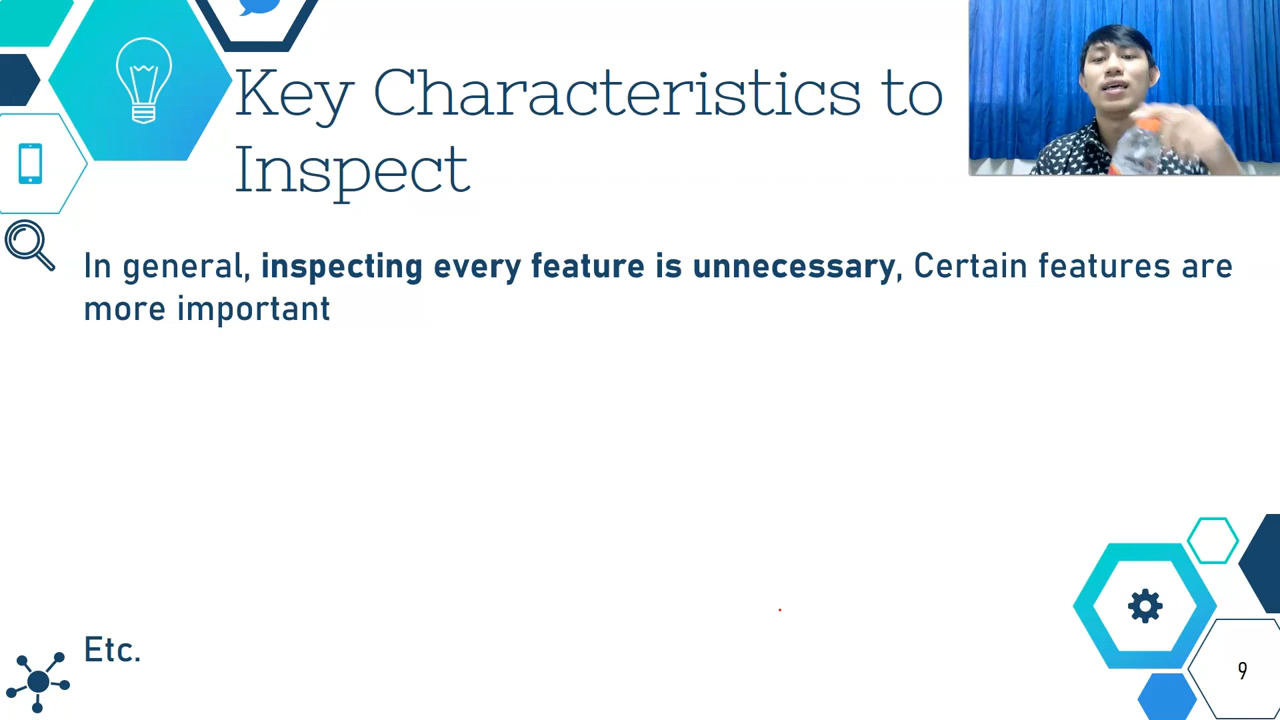 Key Characteristics to
Inspect
In general, inspecting every feature is unnecessary, Certain features are
more important
Etc.
9